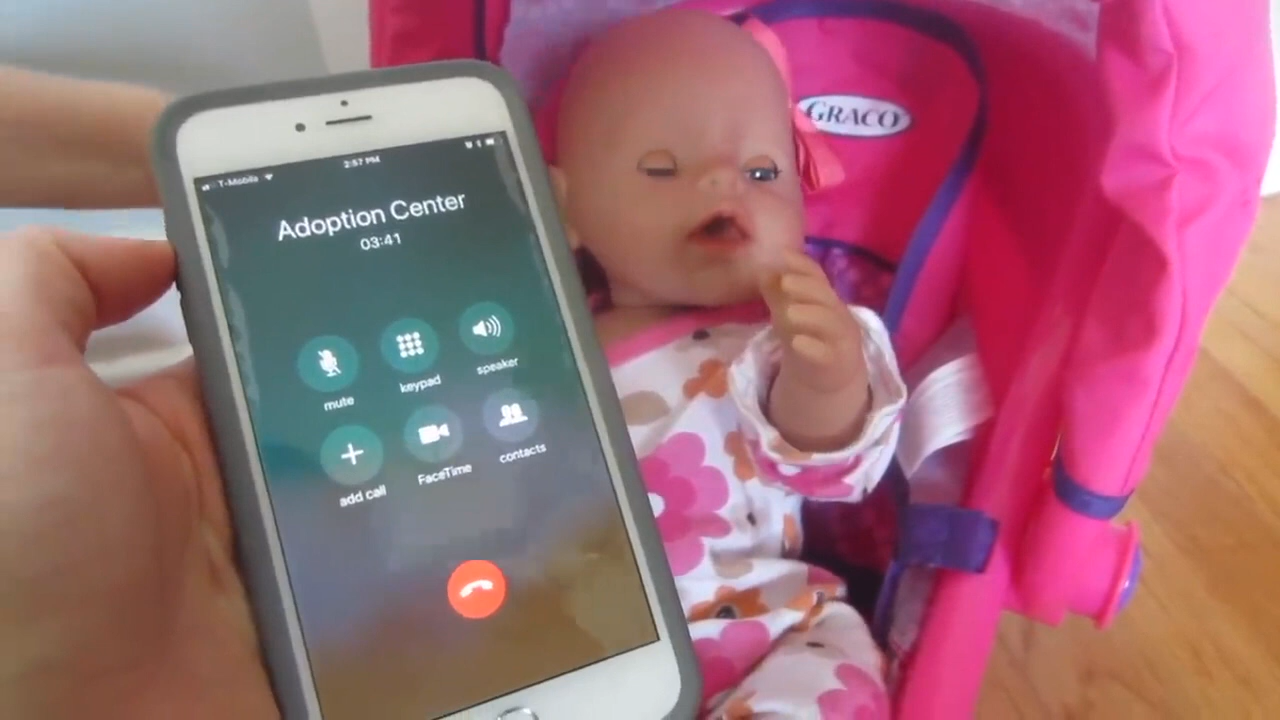 T-Mobile
2:57 PM
Adoption Center
03:41
mute
keypad
speaker
add call
FaceTime
contacts
GRACO